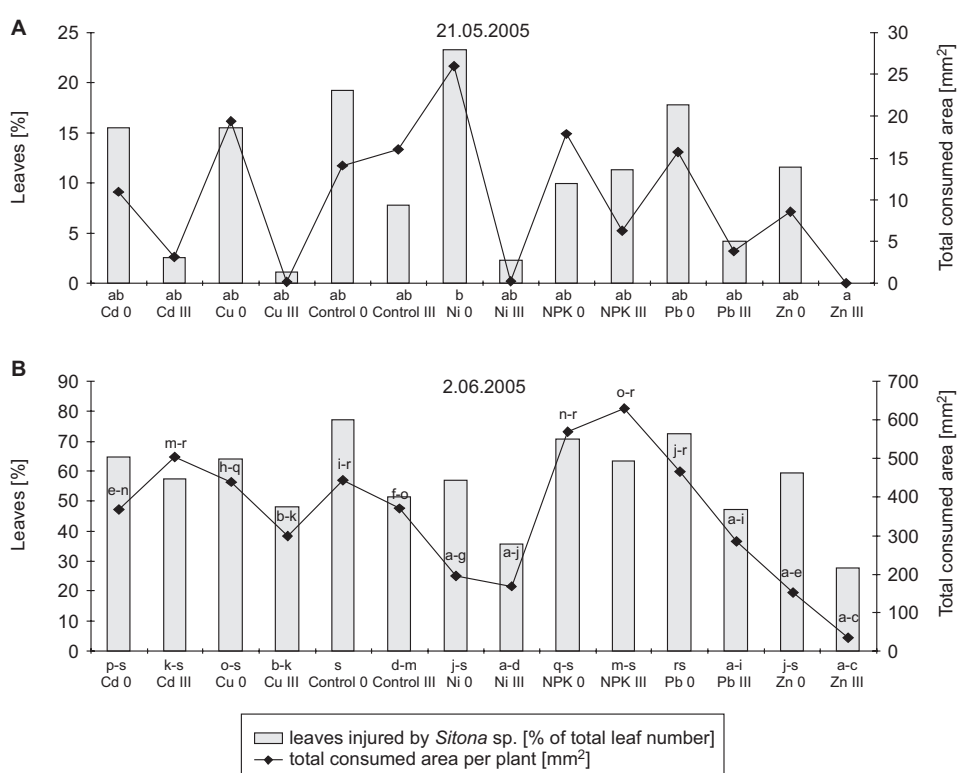 A
21.05.2005
Leaves [%]
25
20
15
10
5
0
Total consumed area [mm²]
30
25
20
15
10
5
0
ab ab ab ab ab ab b ab ab ab ab ab ab a
Cd 0 Cd III Cu 0 Cu III Control 0 Control III Ni 0 Ni III NPK 0 NPK III Pb 0 Pb III Zn 0 Zn III
B
2.06.2005
Leaves [%]
90
80
70
60
50
40
30
20
10
0
Total consumed area [mm²]
700
600
500
400
300
200
100
0
e-n m-r h-q b-k i-r f-o a-g a-j n-r o-r j-r a-i a-e a-c
p-s k-s o-s b-k s d-m j-s a-d q-s m-s rs a-i j-s a-c
Cd 0 Cd III Cu 0 Cu III Control 0 Control III Ni 0 Ni III NPK 0 NPK III Pb 0 Pb III Zn 0 Zn III
leaves injured by Sitona sp. [% of total leaf number]
total consumed area per plant [mm²]